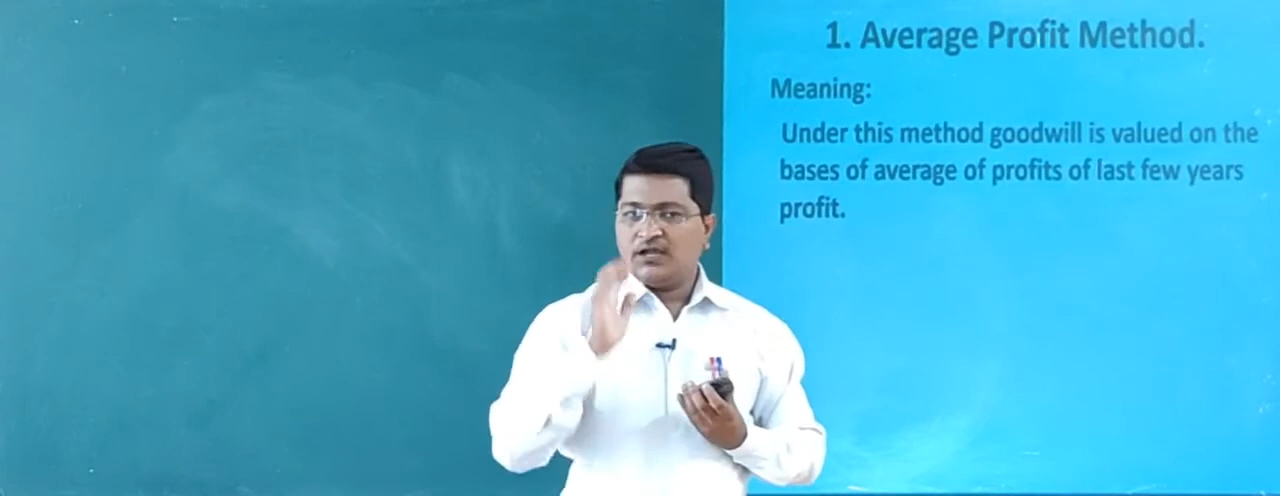 1. Average Profit Method.
Meaning:
Under this method goodwill is valued on the
bases of average of profits of last few years
profit.